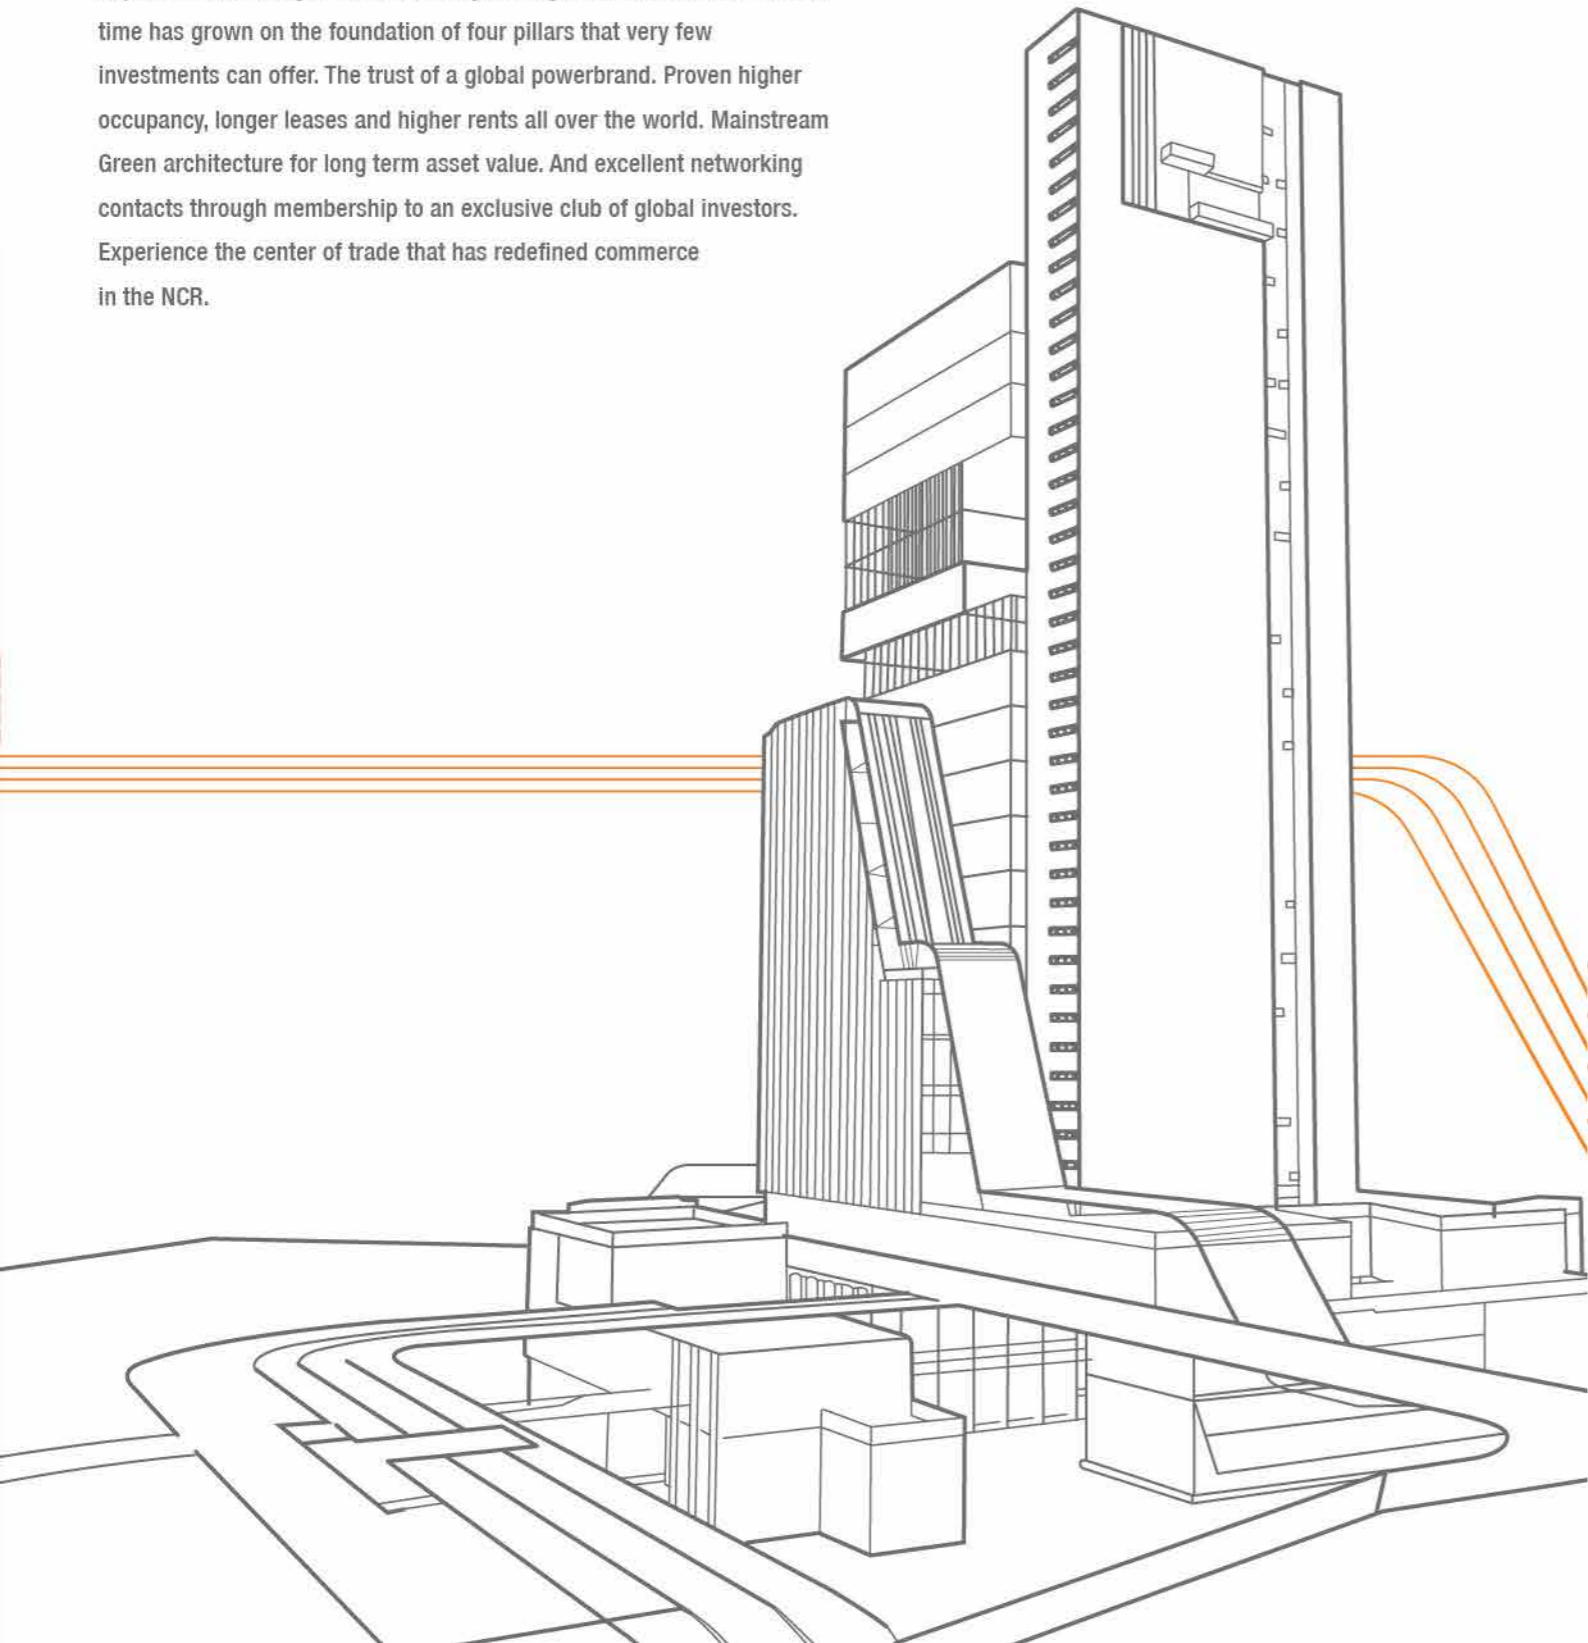 time has grown on the foundation of four pillars that very few
investments can offer. The trust of a global powerbrand. Proven higher
occupancy, longer leases and higher rents all over the world. Mainstream
Green architecture for long term asset value. And excellent networking
contacts through membership to an exclusive club of global investors.
Experience the center of trade that has redefined commerce
in the NCR.